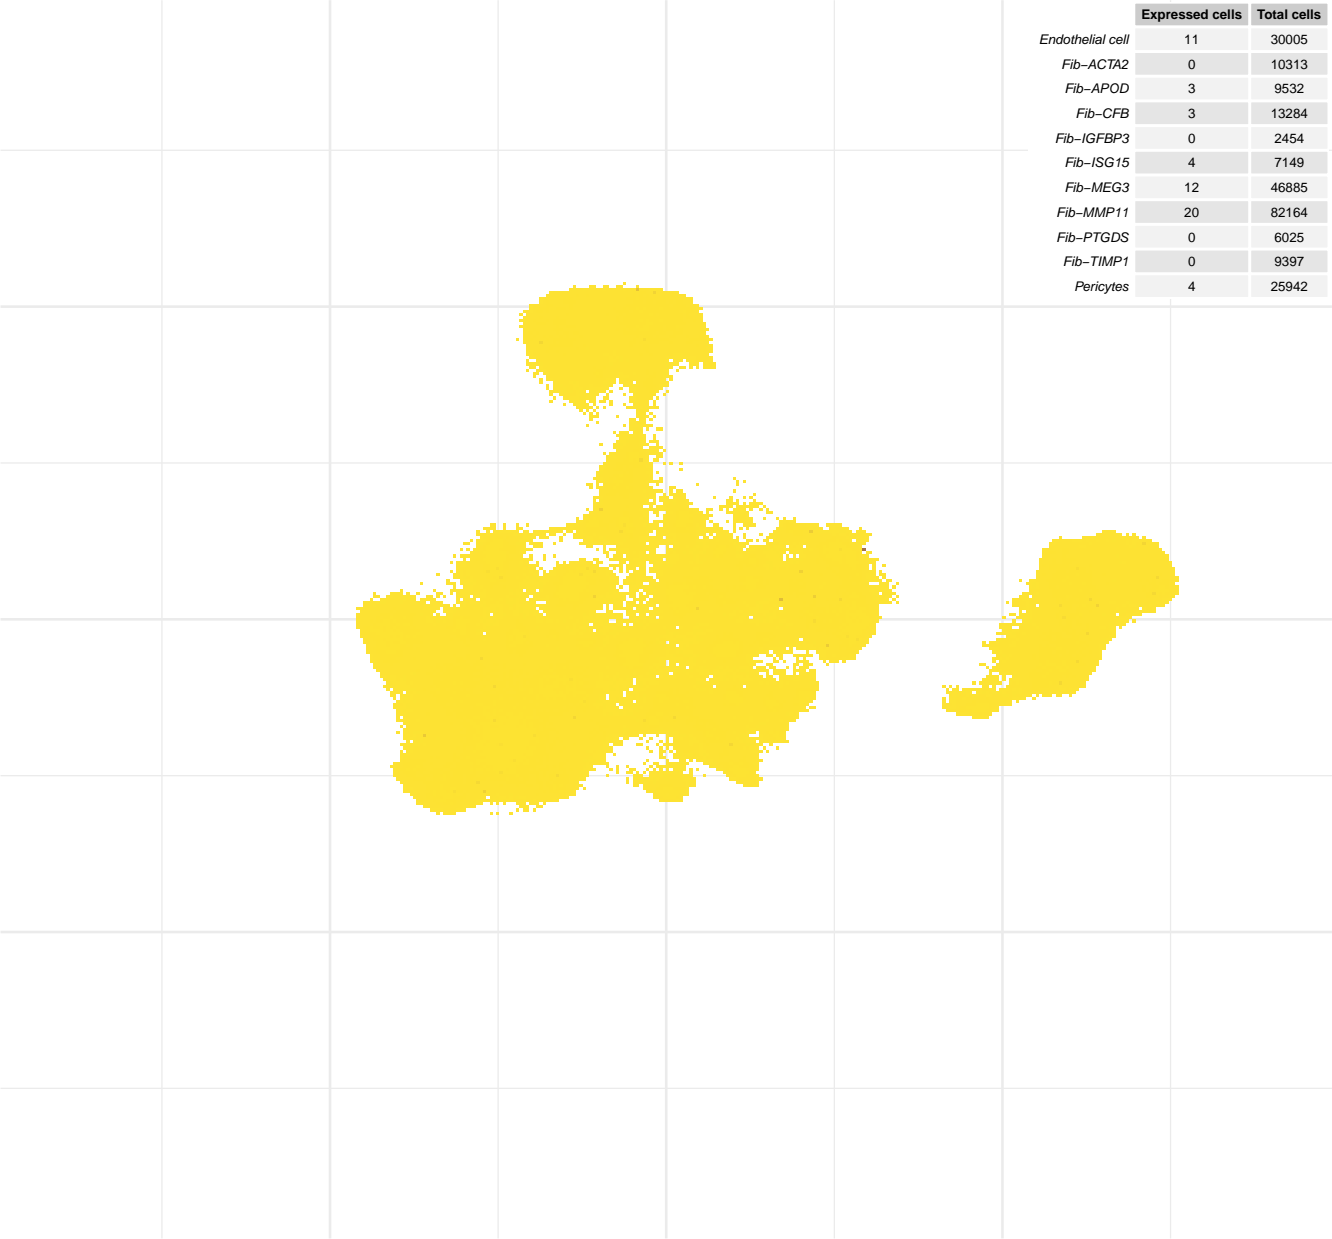 Expressed cells Total cells
Endothelial cell 11 30005
Fib−ACTA2 0 10313
Fib−APOD 3 9532
Fib−CFB 3 13284
Fib−IGFBP3 0 2454
Fib−ISG15 4 7149
Fib−MEG3 12 46885
Fib−MMP11 20 82164
Fib−PTGDS 0 6025
Fib−TIMP1 0 9397
Pericytes 4 25942